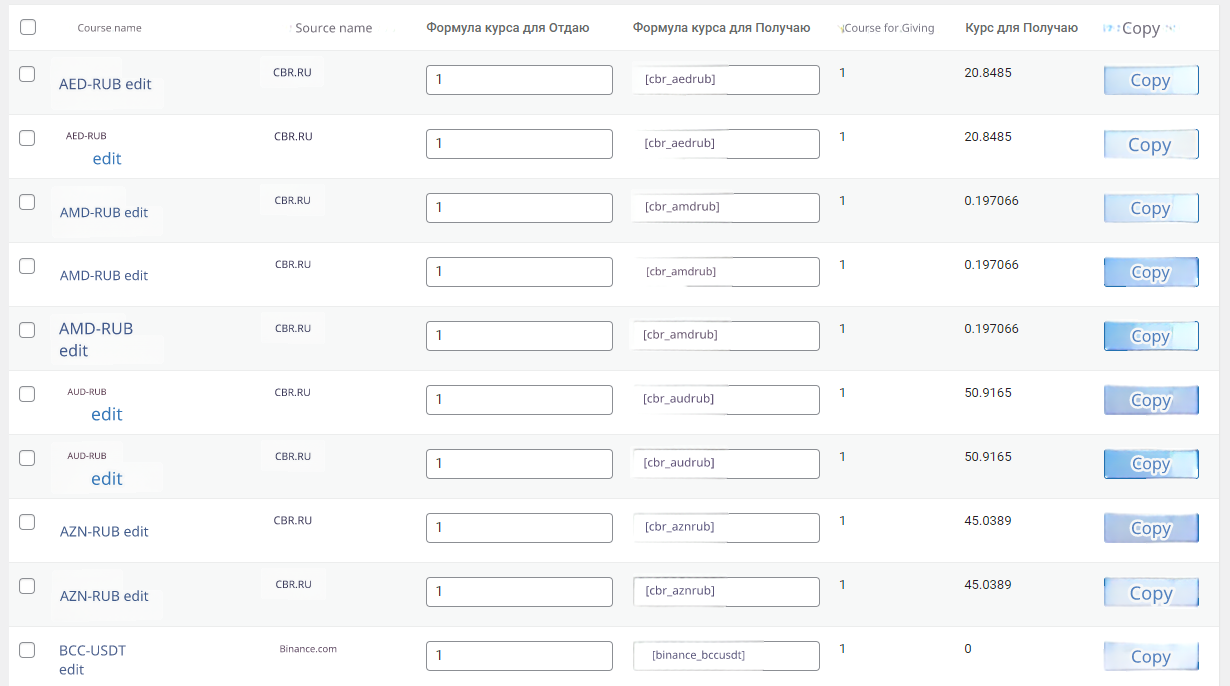 Course name Source name Формула курса для Отдаю Формула курса для Получаю Course for Giving Курс для Получаю Copy
AED-RUB edit CBR.RU 1 [cbr_aedrub] 1 20.8485 Copy
AED-RUB CBR.RU 1 [cbr_aedrub] 1 20.8485 Copy
edit
AMD-RUB edit CBR.RU 1 [cbr_amdrub] 1 0.197066 Copy
AMD-RUB edit CBR.RU 1 [cbr_amdrub] 1 0.197066 Copy
AMD-RUB CBR.RU 1 [cbr_amdrub] 1 0.197066 Copy
edit
AUD-RUB CBR.RU 1 [cbr_audrub] 1 50.9165 Copy
edit
AUD-RUB CBR.RU 1 [cbr_audrub] 1 50.9165 Copy
edit
AZN-RUB edit CBR.RU 1 [cbr_aznrub] 1 45.0389 Copy
AZN-RUB edit CBR.RU 1 [cbr_aznrub] 1 45.0389 Copy
BCC-USDT Binance.com 1 [binance_bccusdt] 1 0 Copy
edit